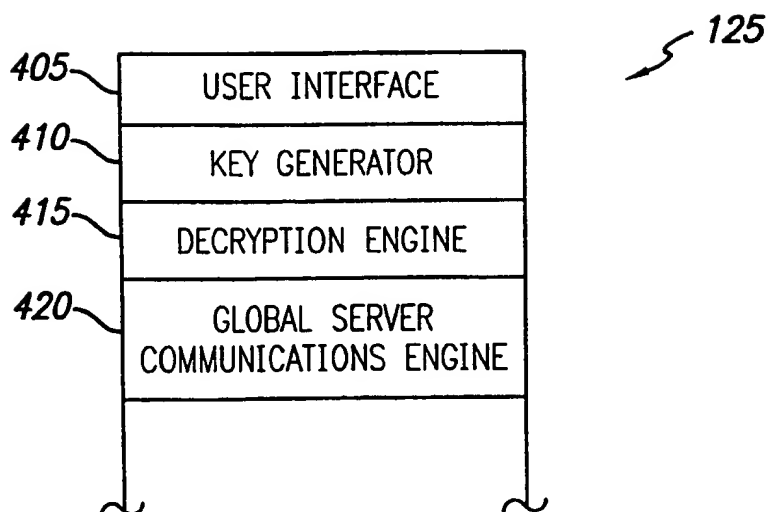 125
405 USER INTERFACE
410 KEY GENERATOR
415 DECRYPTION ENGINE
420 GLOBAL SERVER
COMMUNICATIONS ENGINE